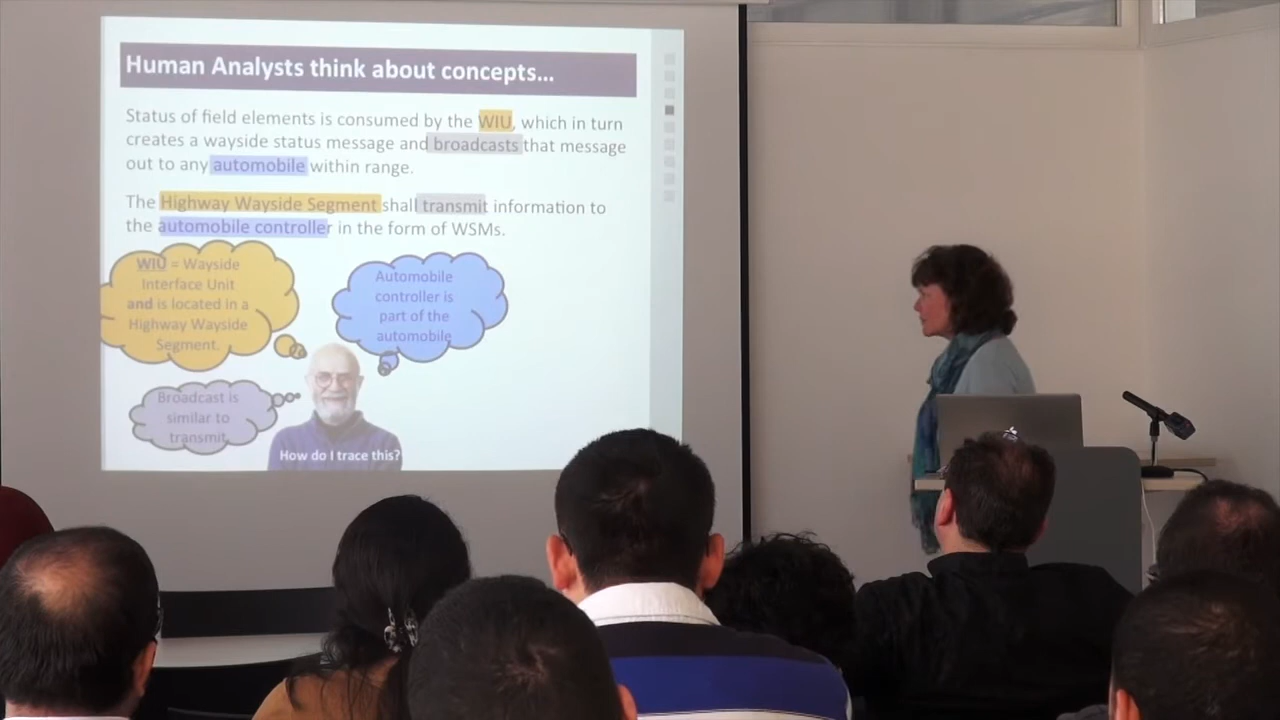 Human Analysts think about concepts...
Status of field elements is consumed by the WIU, which in turn
creates a wayside status message and broadcasts that message
out to any automobile within range.
The Highway Wayside Segment shall transmit information to
the automobile controller in the form of WSMs.
WIU = Wayside
Interface Unit
and is located in a
Highway Wayside
Segment.
Automobile
controller is
part of the
automobile
Broadcast is
similar to
transmit
How do I trace this?